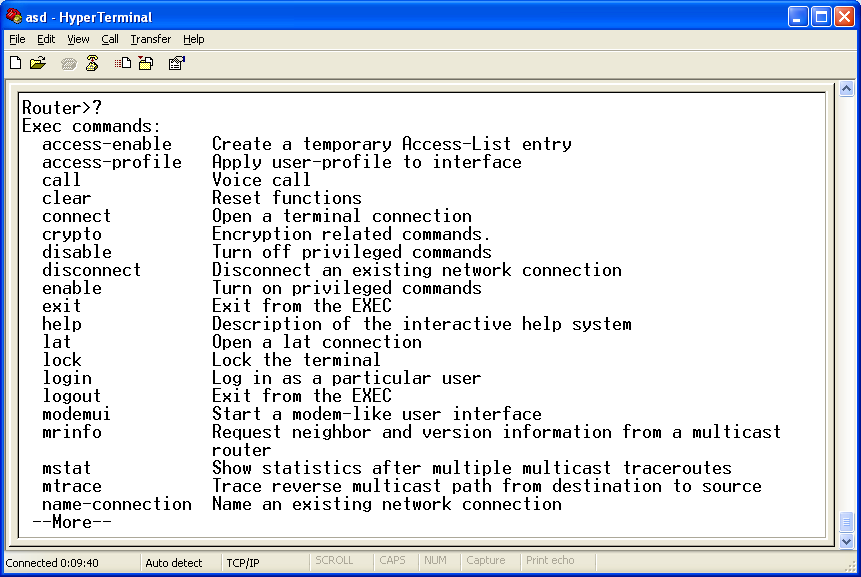 asd - HyperTerminal
File Edit View Call Transfer Help
Router>?
Exec commands:
  access-enable    Create a temporary Access-List entry
  access-profile   Apply user-profile to interface
  call             Voice call
  clear            Reset functions
  connect          Open a terminal connection
  crypto           Encryption related commands.
  disable          Turn off privileged commands
  disconnect       Disconnect an existing network connection
  enable           Turn on privileged commands
  exit             Exit from the EXEC
  help             Description of the interactive help system
  lat              Open a lat connection
  lock             Lock the terminal
  login            Log in as a particular user
  logout           Exit from the EXEC
  modemui          Start a modem-like user interface
  mrinfo           Request neighbor and version information from a multicast
                   router
  mstat            Show statistics after multiple multicast traceroutes
  mtrace           Trace reverse multicast path from destination to source
  name-connection  Name an existing network connection
 --More--
Connected 0:09:40 Auto detect TCP/IP SCROLL CAPS NUM Capture Print echo